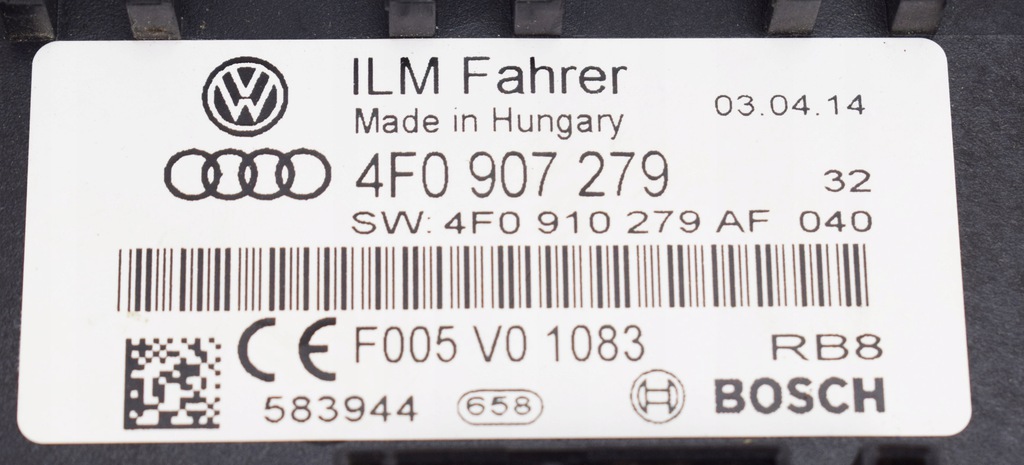 ILM Fahrer
Made in Hungary
03.04.14
4F0 907 279
32
SW: 4F0 910 279 AF 040
F005 V0 1083
RB8
583944
658
BOSCH